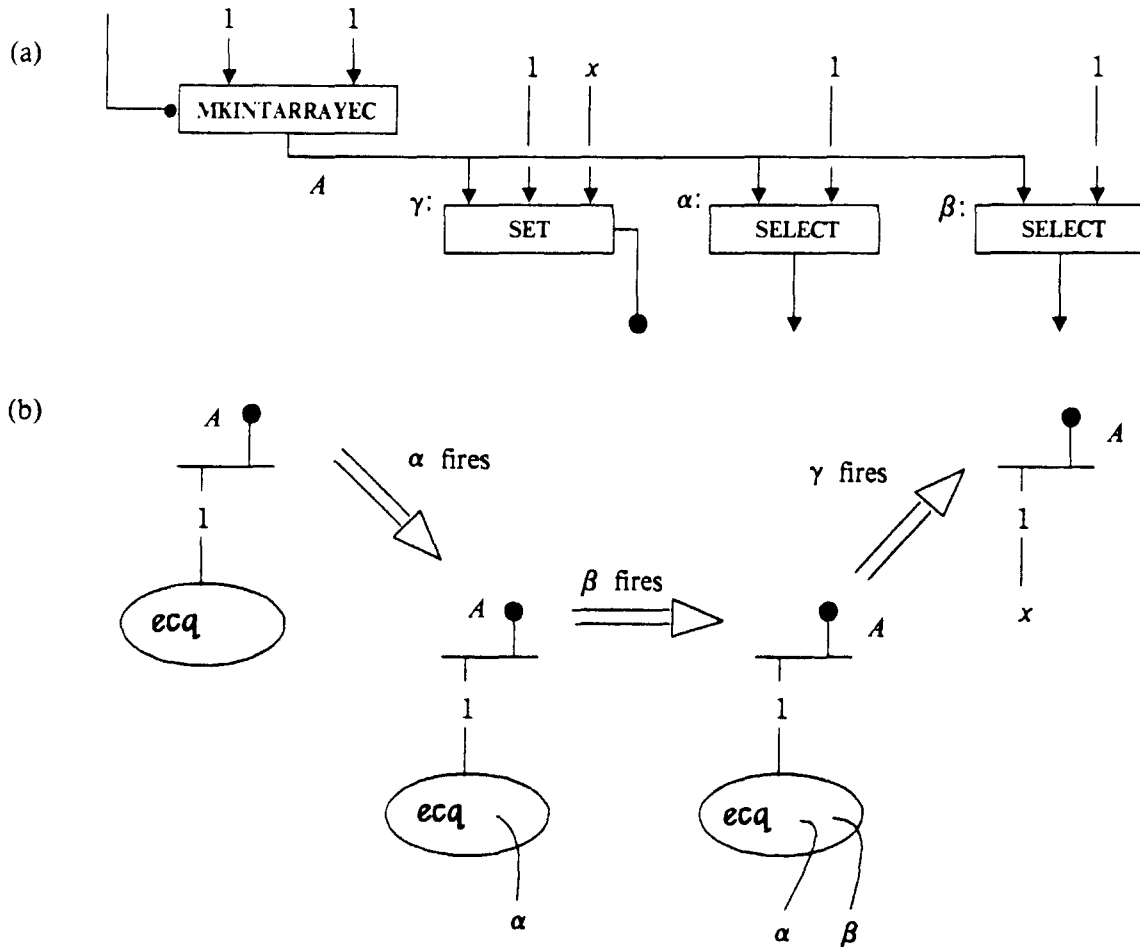 (a)
1 1
MKINTARRAYEC
1 x 1 1
A
γ: SET
α: SELECT
β: SELECT
(b)
A
1
ecq
α fires
A
1
ecq
α
β fires
A
1
ecq
α β
γ fires
A
1
x